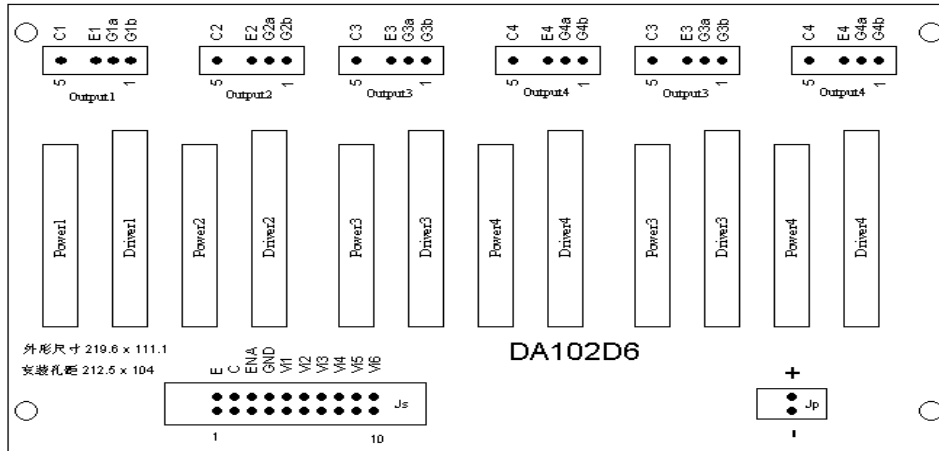 C1 E1 G1a G1b C2 E2 G2a G2b C3 E3 G3a G3b C4 E4 G4a G4b C3 E3 G3a G3b C4 E4 G4a G4b
5 1 5 1 5 1 5 1 5 1 5 1
Output1 Output2 Output3 Output4 Output3 Output4
Power1 Driver1 Power2 Driver2 Power3 Driver3 Power4 Driver4 Power3 Driver3 Power4 Driver4
外形尺寸 219.6 x 111.1
安装孔距 212.5 x 104
DA102D6
E C ENA GND VI1 VI2 VI3 VI4 VI5 VI6
Js
1 10
+
Jp
-